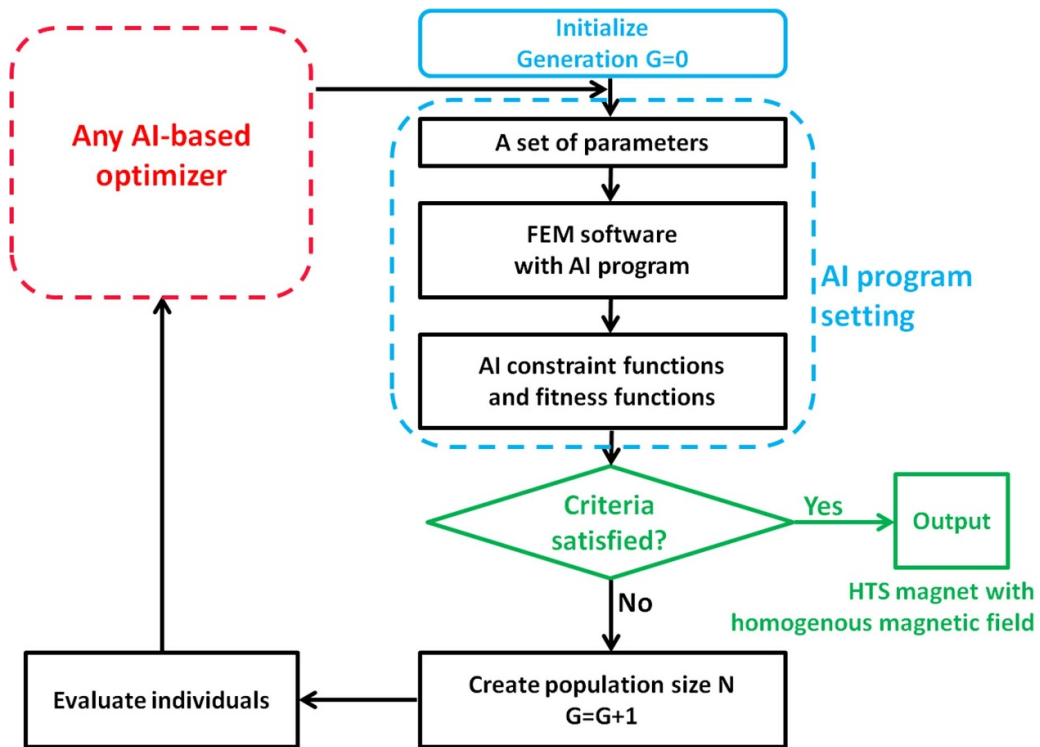 Initialize
Generation G=0
Any AI-based
optimizer
A set of parameters
FEM software
with AI program
AI program
setting
AI constraint functions
and fitness functions
Criteria
satisfied?
Yes
Output
HTS magnet with
homogenous magnetic field
No
Evaluate individuals
Create population size N
G=G+1